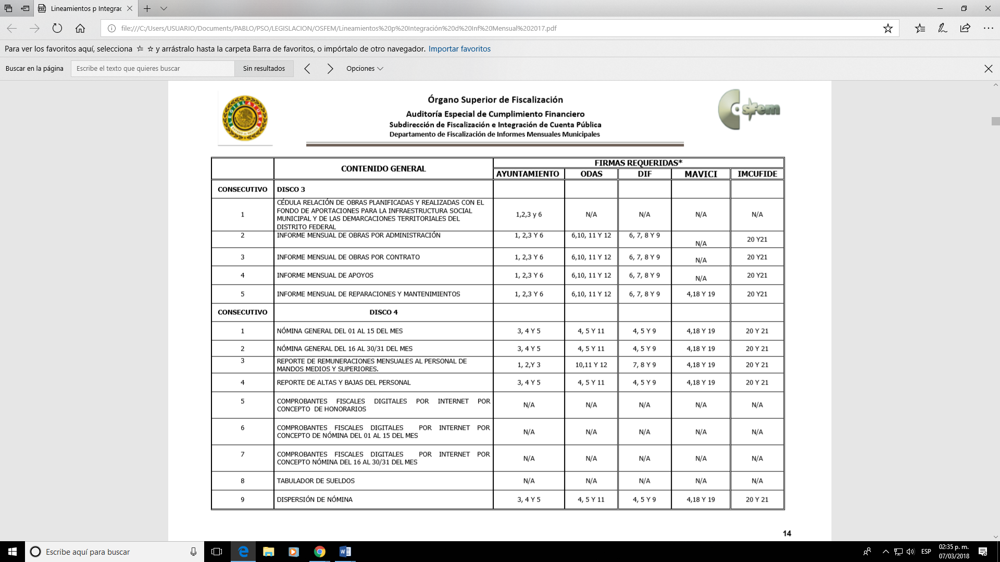 Lineamientos p Integrac
file:///C:/Users/USUARIO/Documents/PABLO/PSO/LEGISLACION/OSFEM/Lineamientos%20p%20Integración%20d%20Inf%20Mensual%202017.pdf
Para ver los favoritos aquí, selecciona y arrástralo hasta la carpeta Barra de favoritos, o impórtalo de otro navegador. Importar favoritos
Buscar en la página Escribe el texto que quieres buscar Sin resultados Opciones
Órgano Superior de Fiscalización
Auditoría Especial de Cumplimiento Financiero
Subdirección de Fiscalización e Integración de Cuenta Pública
Departamento de Fiscalización de Informes Mensuales Municipales
LEGISLATURA
osfem
CONTENIDO GENERAL
FIRMAS REQUERIDAS*
AYUNTAMIENTO ODAS DIF MAVICI IMCUFIDE
CONSECUTIVO DISCO 3
1 CÉDULA RELACIÓN DE OBRAS PLANIFICADAS Y REALIZADAS CON EL
FONDO DE APORTACIONES PARA LA INFRAESTRUCTURA SOCIAL
MUNICIPAL Y DE LAS DEMARCACIONES TERRITORIALES DEL
DISTRITO FEDERAL
1,2,3 y 6 N/A N/A N/A N/A
2 INFORME MENSUAL DE OBRAS POR ADMINISTRACIÓN 1, 2,3 Y 6 6,10, 11 Y 12 6, 7, 8 Y 9 N/A 20 Y21
3 INFORME MENSUAL DE OBRAS POR CONTRATO 1, 2,3 Y 6 6,10, 11 Y 12 6, 7, 8 Y 9 N/A 20 Y21
4 INFORME MENSUAL DE APOYOS 1, 2,3 Y 6 6,10, 11 Y 12 6, 7, 8 Y 9 N/A 20 Y21
5 INFORME MENSUAL DE REPARACIONES Y MANTENIMIENTOS 1, 2,3 Y 6 6,10, 11 Y 12 6, 7, 8 Y 9 4,18 Y 19 20 Y21
CONSECUTIVO DISCO 4
1 NÓMINA GENERAL DEL 01 AL 15 DEL MES 3, 4 Y 5 4, 5 Y 11 4, 5 Y 9 4,18 Y 19 20 Y 21
2 NÓMINA GENERAL DEL 16 AL 30/31 DEL MES 3, 4 Y 5 4, 5 Y 11 4, 5 Y 9 4,18 Y 19 20 Y 21
3 REPORTE DE REMUNERACIONES MENSUALES AL PERSONAL DE
MANDOS MEDIOS Y SUPERIORES.
1, 2,Y 3 10,11 Y 12 7, 8 Y 9 4,18 Y 19 20 Y 21
4 REPORTE DE ALTAS Y BAJAS DEL PERSONAL 3, 4 Y 5 4, 5 Y 11 4, 5 Y 9 4,18 Y 19 20 Y 21
5 COMPROBANTES FISCALES DIGITALES POR INTERNET POR
CONCEPTO DE HONORARIOS
N/A N/A N/A N/A N/A
6 COMPROBANTES FISCALES DIGITALES POR INTERNET POR
CONCEPTO DE NÓMINA DEL 01 AL 15 DEL MES
N/A N/A N/A N/A N/A
7 COMPROBANTES FISCALES DIGITALES POR INTERNET POR
CONCEPTO NÓMINA DEL 16 AL 30/31 DEL MES
N/A N/A N/A N/A N/A
8 TABULADOR DE SUELDOS N/A N/A N/A N/A N/A
9 DISPERSIÓN DE NÓMINA 3, 4 Y 5 4, 5 Y 11 4, 5 Y 9 4,18 Y 19 20 Y 21
14
Escribe aquí para buscar
ESP
02:35 p. m.
07/03/2018